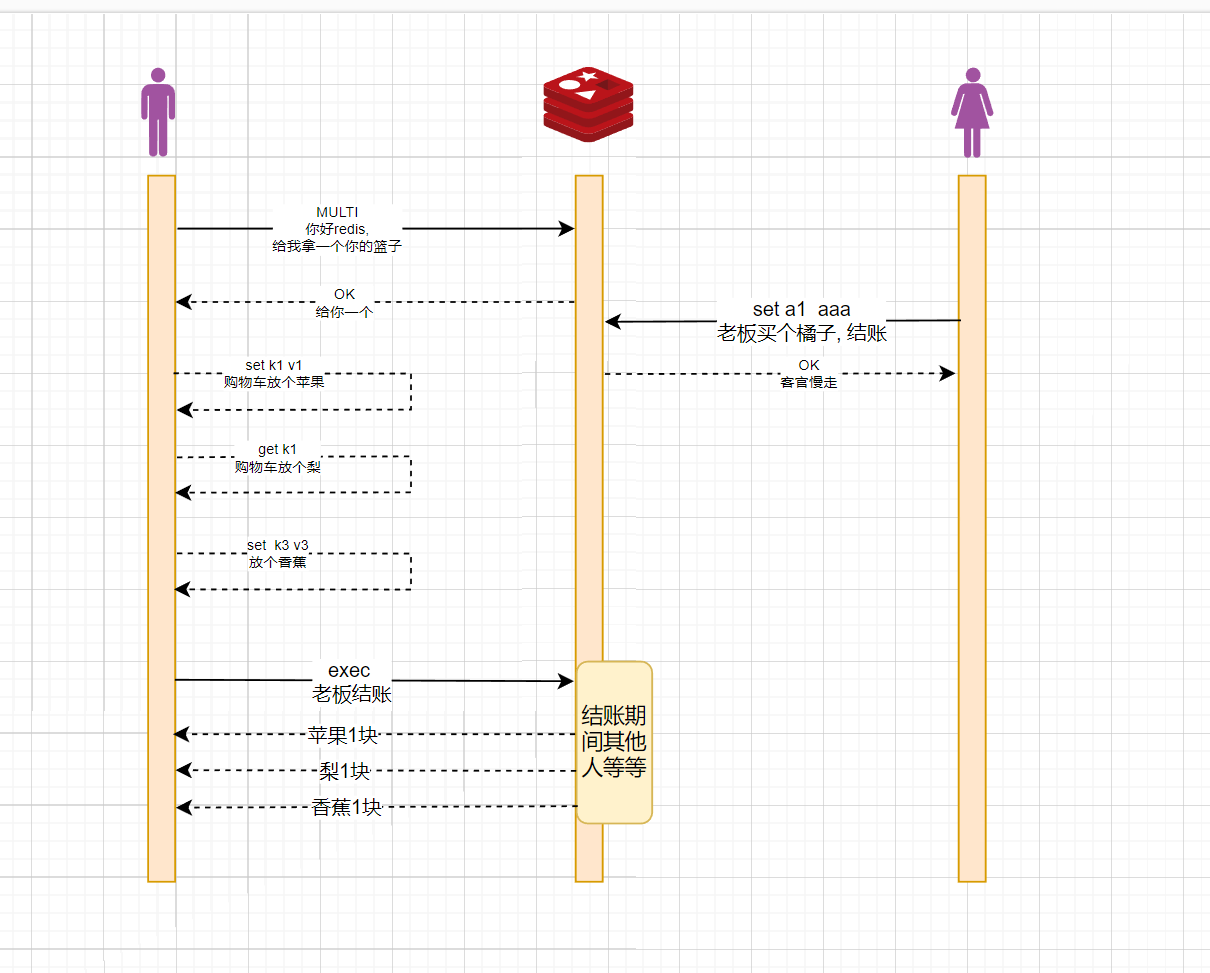 MULTI
你好redis,
给我拿一个你的篮子
OK
给你一个
set a1  aaa
老板买个橘子, 结账
OK
客官慢走
set k1 v1
购物车放个苹果
get k1
购物车放个梨
set  k3 v3
放个香蕉
exec
老板结账
苹果1块
梨1块
香蕉1块
结账期
间其他
人等等